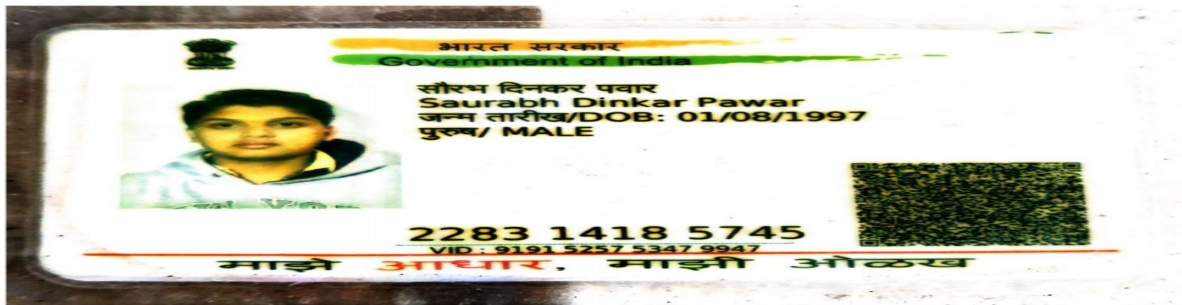 भारत सरकार
Government of India
सौरभ दिनकर पवार
Saurabh Dinkar Pawar
जन्म तारीख/DOB: 01/08/1997
पुरुष/ MALE
2283 1418 5745
VID : 9191 5257 5347 9947
माझे आधार, माझी ओळख